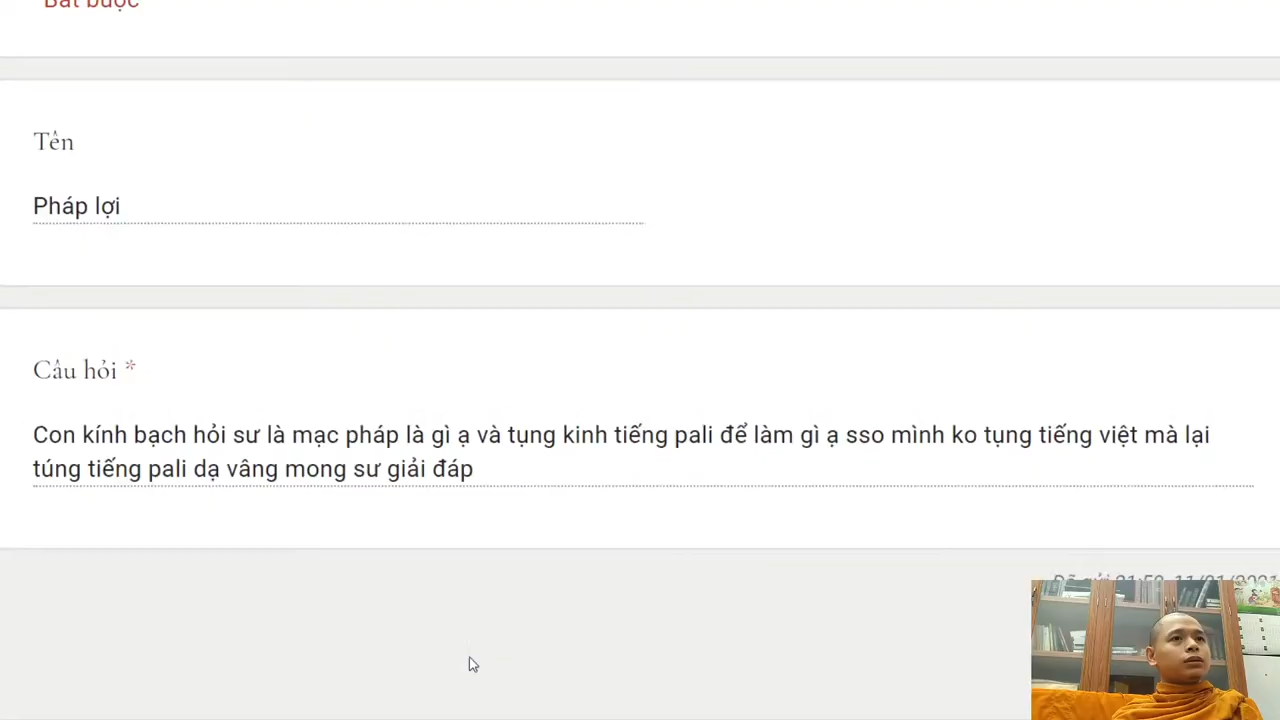 Bắt buộc
Tên
Pháp lợi
Câu hỏi *
Con kính bạch hỏi sư là mạc pháp là gì ạ và tụng kinh tiếng pali để làm gì ạ sso mình ko tụng tiếng việt mà lại
túng tiếng pali dạ vâng mong sư giải đáp